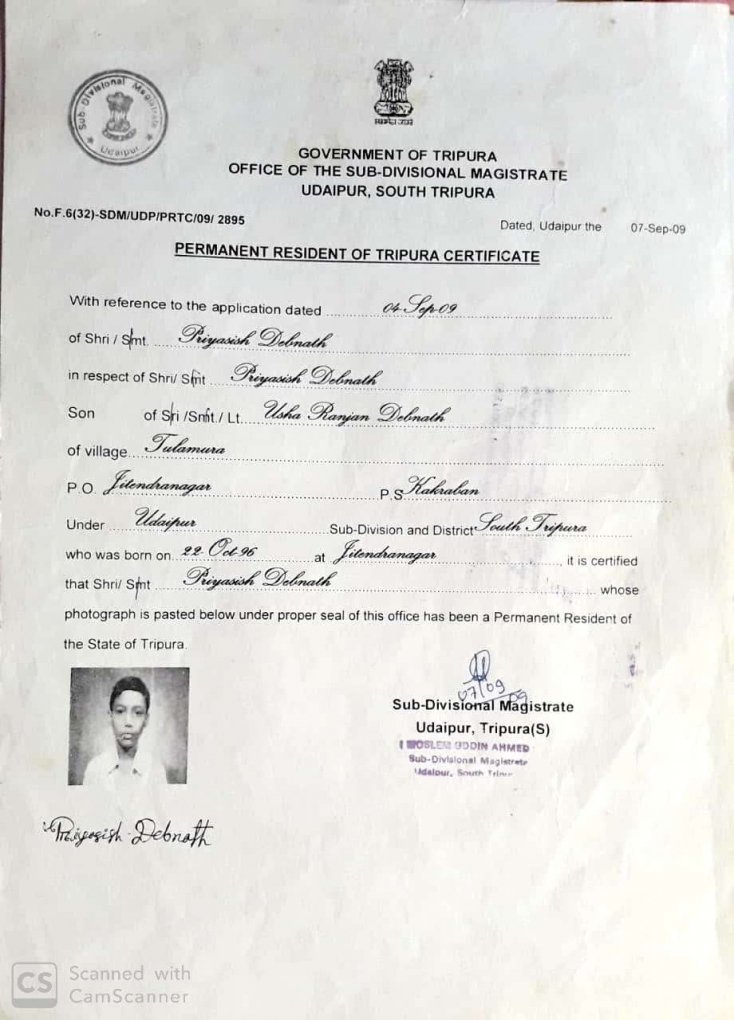 Sub-Divisional Magistrate
Udaipur
सत्यमेव जयते
GOVERNMENT OF TRIPURA
OFFICE OF THE SUB-DIVISIONAL MAGISTRATE
UDAIPUR, SOUTH TRIPURA
No.F.6(32)-SDM/UDP/PRTC/09/ 2895
Dated, Udaipur the 07-Sep-09
PERMANENT RESIDENT OF TRIPURA CERTIFICATE
With reference to the application dated 04-Sep-09
of Shri / Smt. Priyasish Debnath
in respect of Shri/ Smt Priyasish Debnath
Son of Sri /Smt./ Lt. Usha Ranjan Debnath
of village Tulamura
P.O. Jitendranagar P.S Kakraban
Under Udaipur Sub-Division and District South Tripura
who was born on 22-Oct-96 at Jitendranagar, it is certified
that Shri/ Smt Priyasish Debnath whose
photograph is pasted below under proper seal of this office has been a Permanent Resident of
the State of Tripura.
07/09
09
Sub-Divisional Magistrate
Udaipur, Tripura(S)
MOSLEM UDDIN AHMED
Sub-Divisional Magistrate
Udaipur, South
Debnath
CS Scanned with
CamScanner